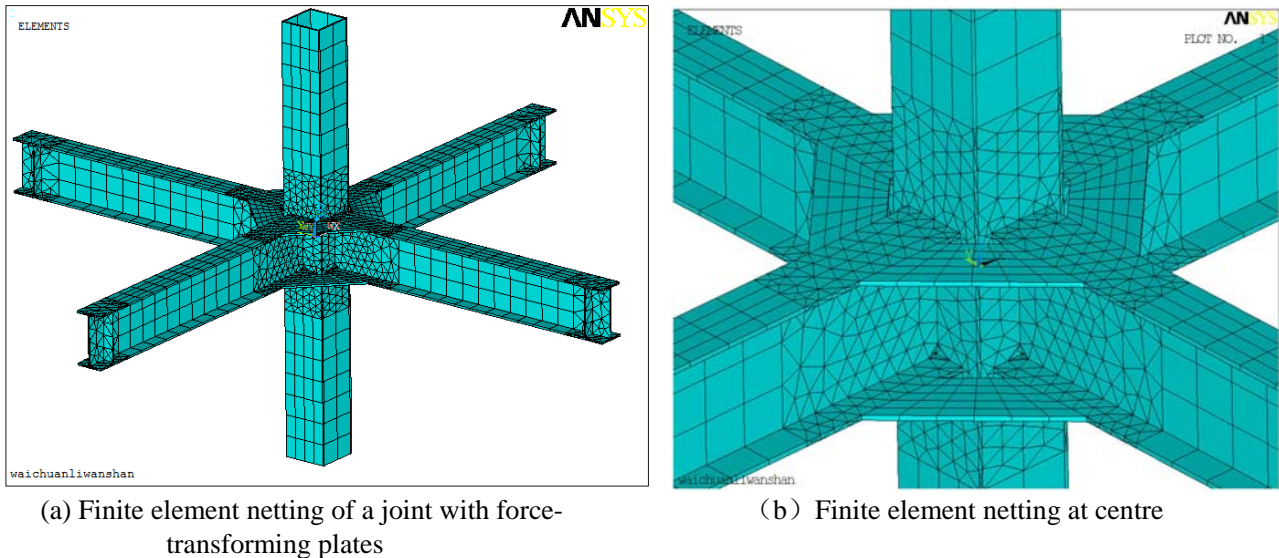 ELEMENTS
ANSYS
waichuanliwanshan
ELEMENTS
ANSYS
PLOT NO. 1
waichuanliwanshan
(a) Finite element netting of a joint with force-
transforming plates
（b）Finite element netting at centre